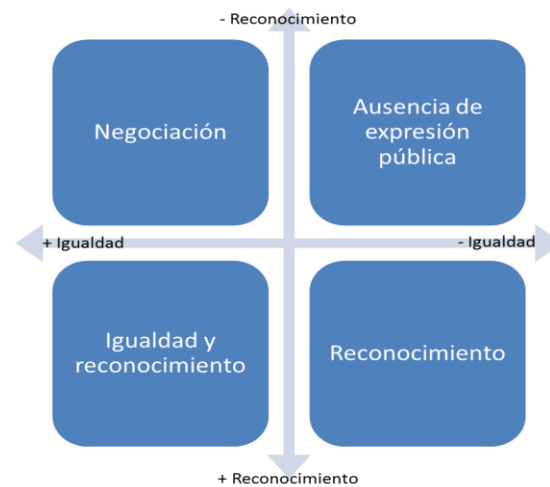 - Reconocimiento
Negociación
Ausencia de
expresión
pública
+ Igualdad
- Igualdad
Igualdad y
reconocimiento
Reconocimiento
+ Reconocimiento